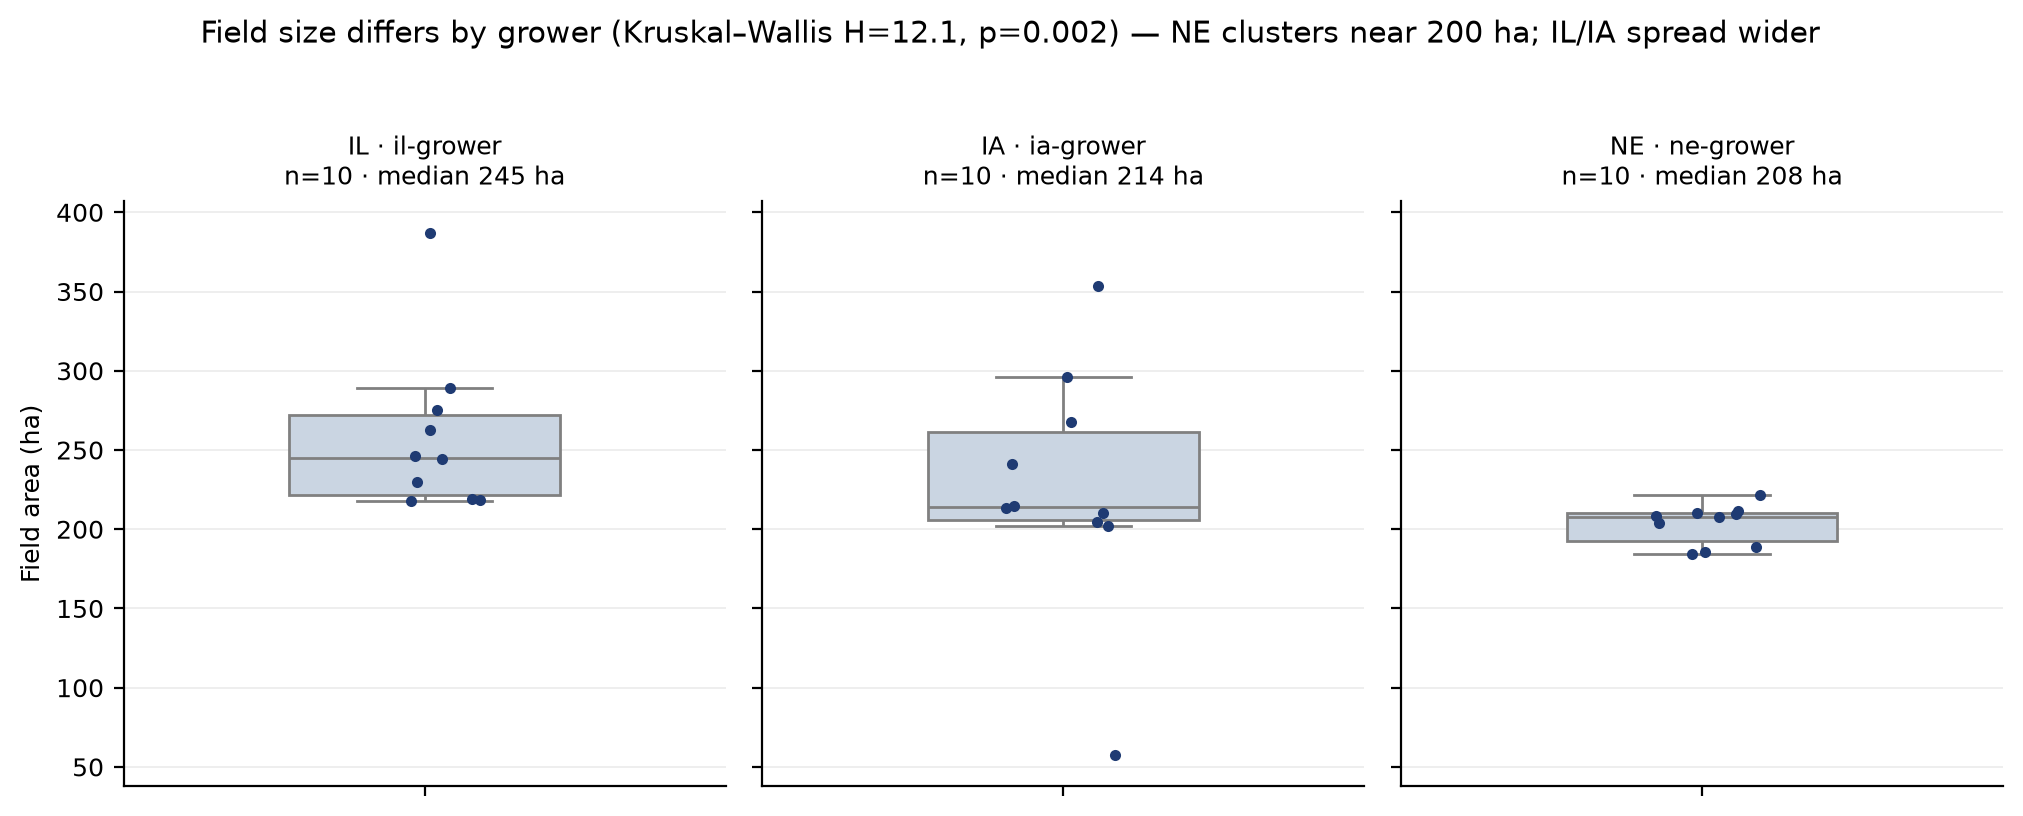 Field size differs by grower (Kruskal–Wallis H=12.1, p=0.002) — NE clusters near 200 ha; IL/IA spread wider
IL · il-grower
n=10 · median 245 ha
IA · ia-grower
n=10 · median 214 ha
NE · ne-grower
n=10 · median 208 ha
Field area (ha)
400
350
300
250
200
150
100
50